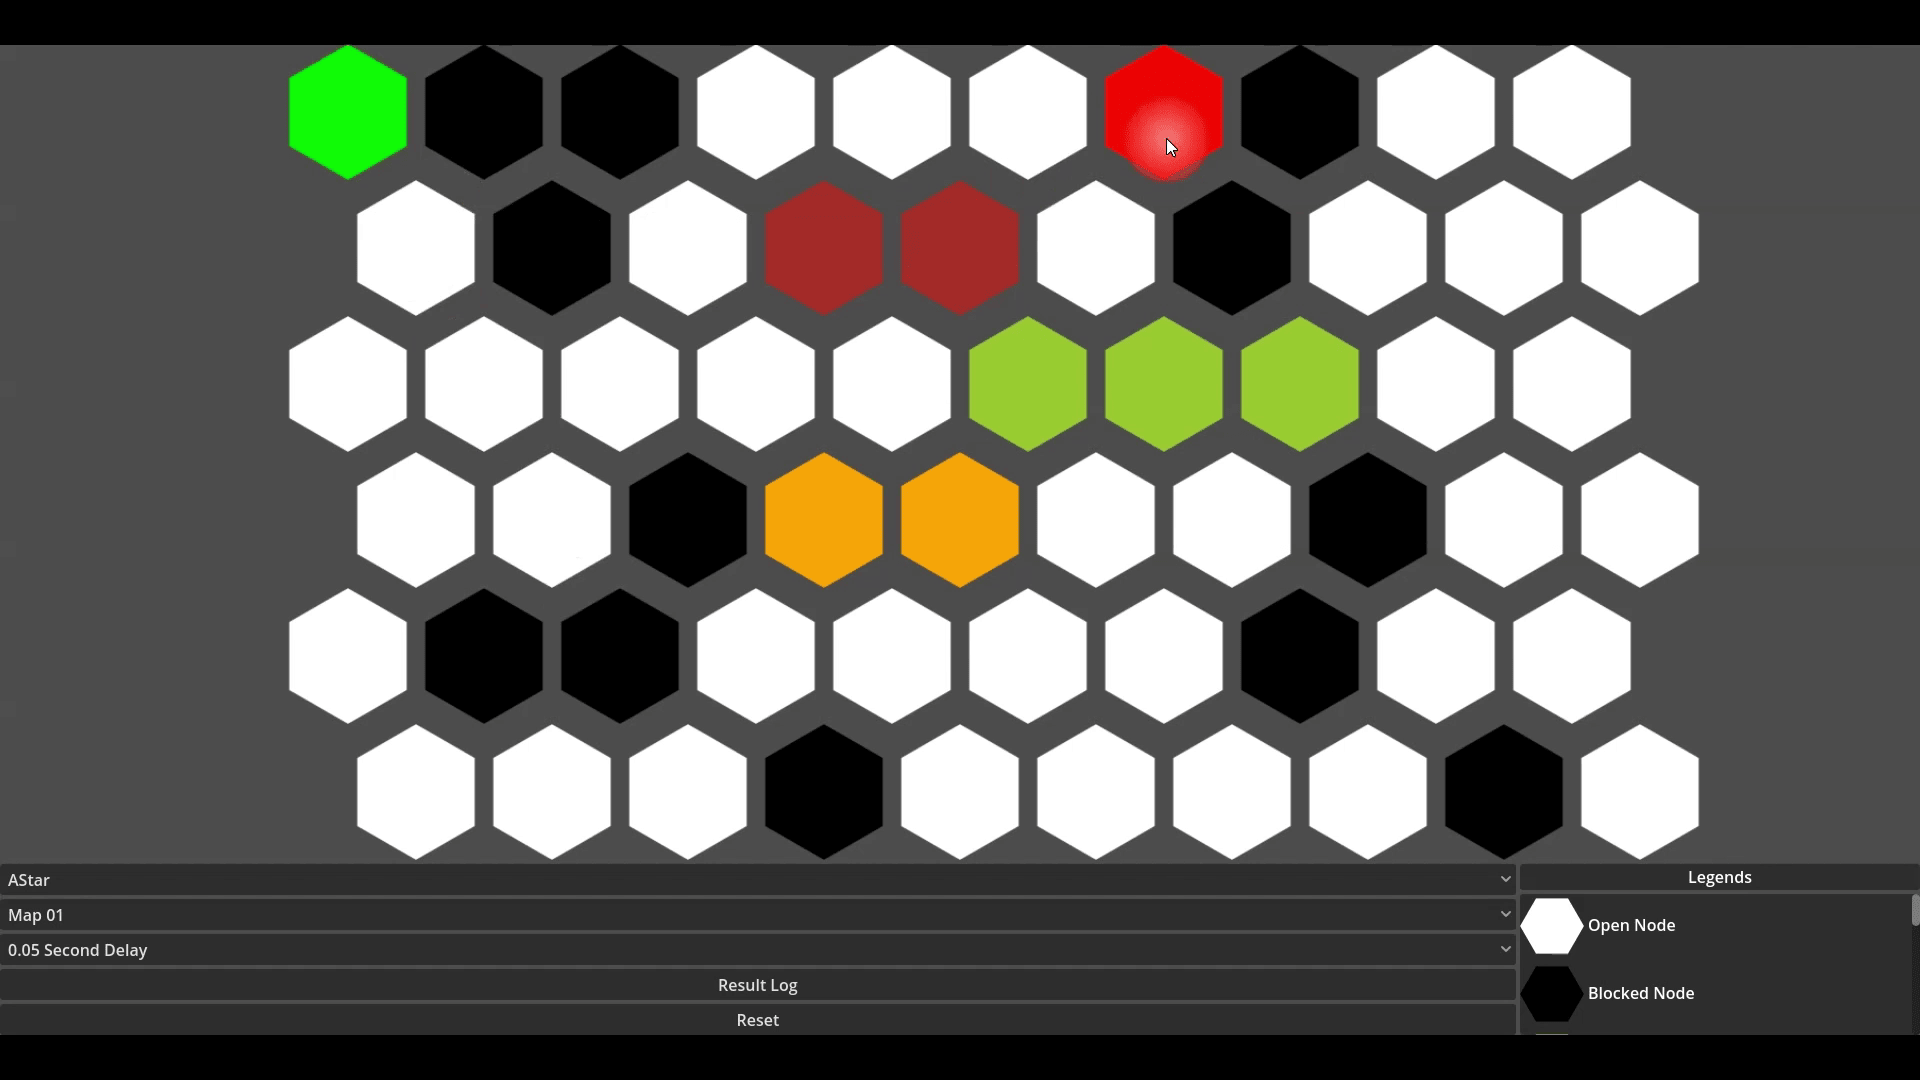 AStar
Map 01
0.05 Second Delay
Result Log
Reset
Legends
Open Node
Blocked Node